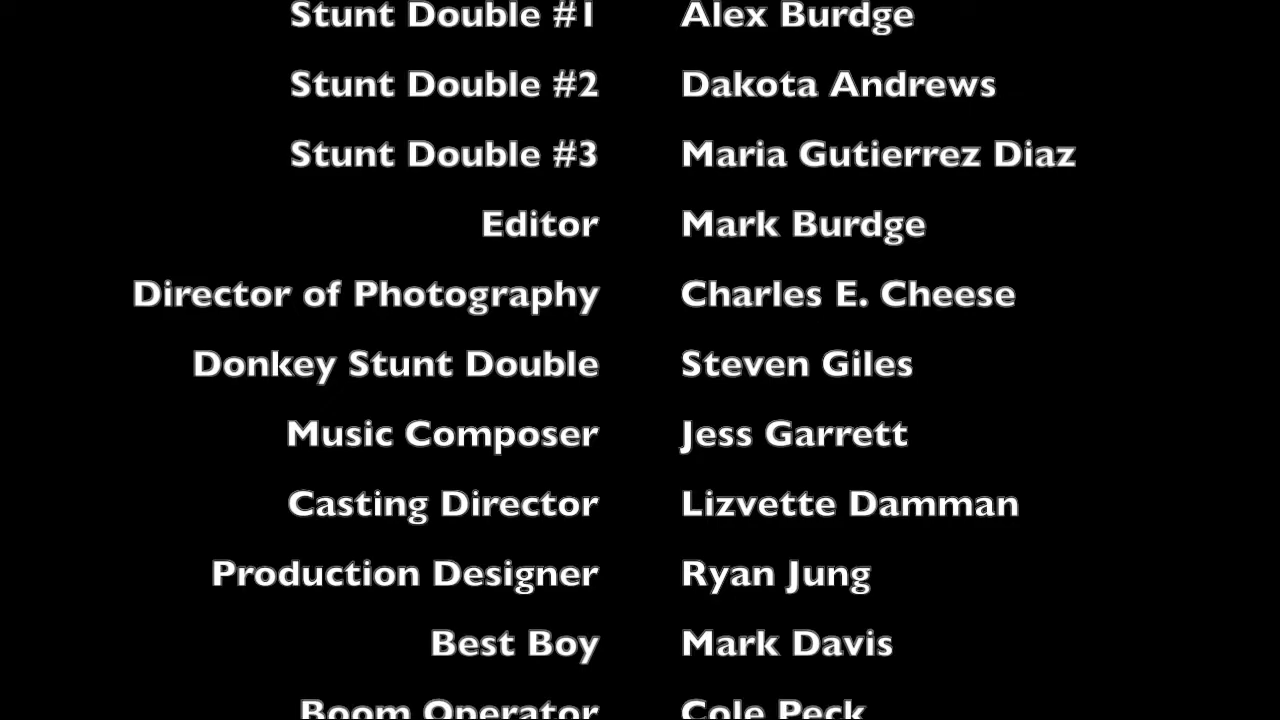 Stunt Double #1 Alex Burdge
Stunt Double #2 Dakota Andrews
Stunt Double #3 Maria Gutierrez Diaz
Editor Mark Burdge
Director of Photography Charles E. Cheese
Donkey Stunt Double Steven Giles
Music Composer Jess Garrett
Casting Director Lizvette Damman
Production Designer Ryan Jung
Best Boy Mark Davis
Boom Operator Cole Peck